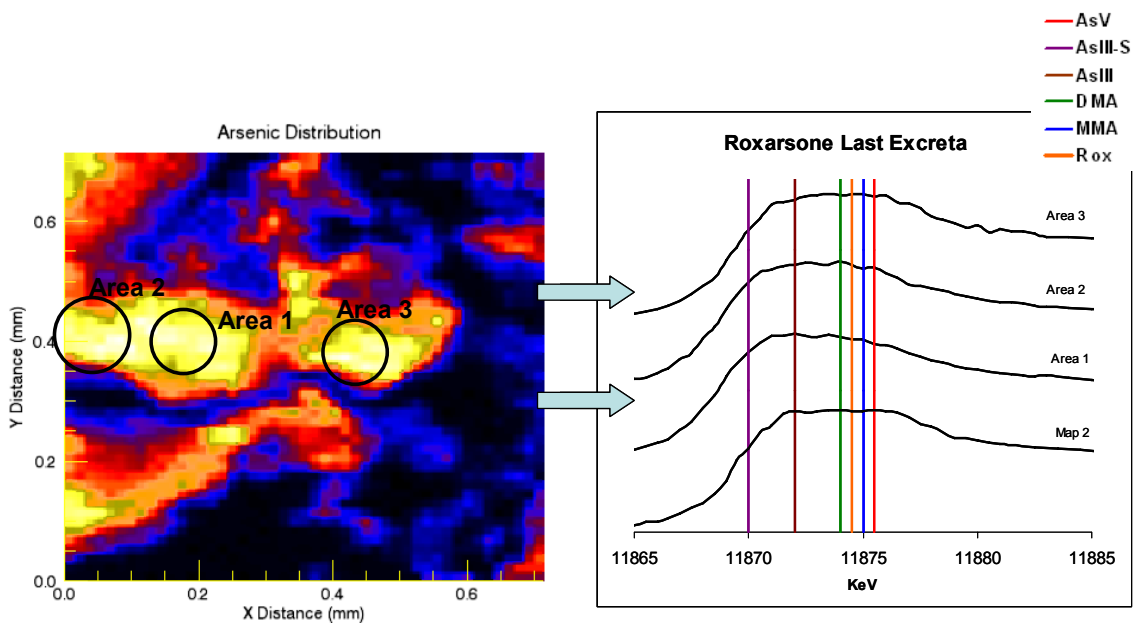 AsV
AsIII-S
AsIII
DMA
MMA
Rox
Arsenic Distribution
Y Distance (mm)
0.6
0.4
0.2
0.0
Area 2
Area 1
Area 3
0.0 0.2 0.4 0.6
X Distance (mm)
Roxarsone Last Excreta
Area 3
Area 2
Area 1
Map 2
11865 11870 11875 11880 11885
KeV